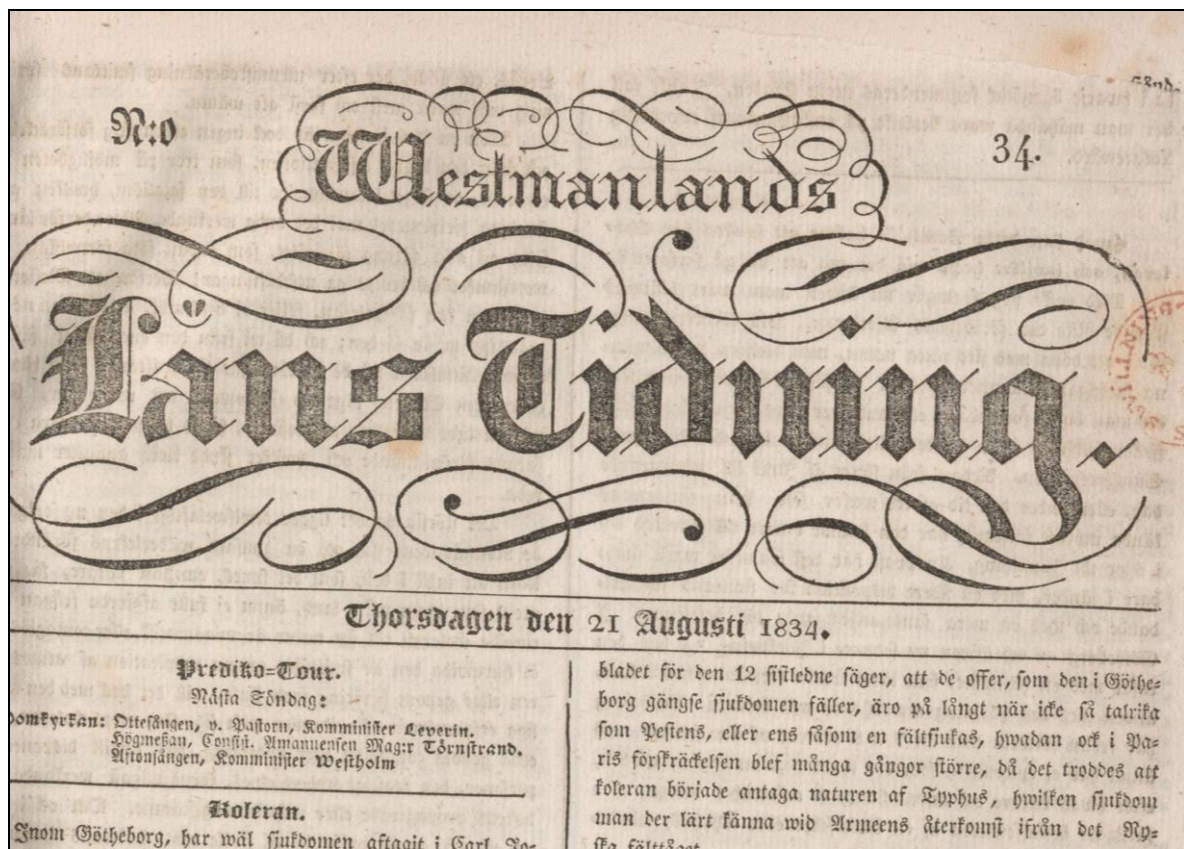 N:o
Westmanlands
34.
Läns Tidning.
Thorsdagen den 21 Augusti 1834.
Prediko-Tour.
Nästa Söndag:
Domkyrkan: Ottesången, v. Pastorn, Komminister Leverin.
Högmeßan, Consist. Amanuensen Mag:r Törnstrand.
Aftonsången, Komminister Westholm
Koleran.
Inom Götheborg, har wäl sjukdomen aftagit i Carl Jo-
bladet för den 12 sistledne säger, att de offer, som den i Göthe-
borg gängse sjukdomen fäller, äro på långt när icke så talrika
som Pestens, eller ens såsom en fältsjukas, hwadan ock i Pa-
ris förskräckelsen blef många gångor större, då det troddes att
koleran började antaga naturen af Typhus, hwilken sjukdom
man der lärt känna wid Armeens återkomst ifrån det Ry-
ska fälttåget.